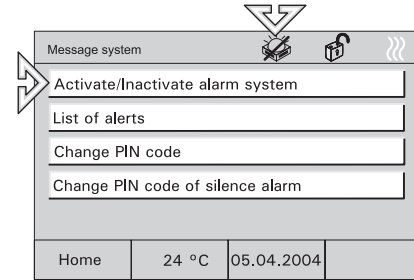 Message system
Activate/Inactivate alarm system
List of alerts
Change PIN code
Change PIN code of silence alarm
Home 24 °C 05.04.2004